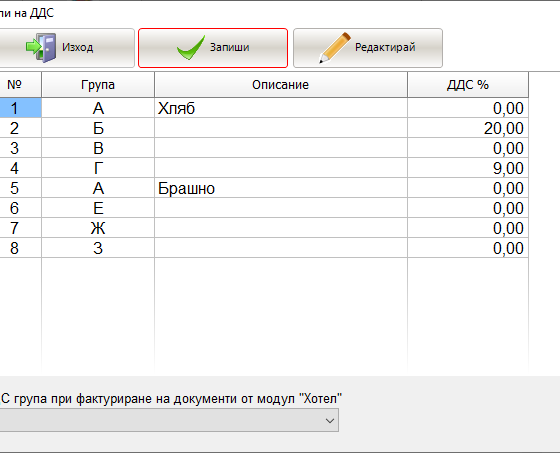 ли на ДДС
Изход Запиши Редактирай
№ Група Описание ДДС %
1 А Хляб 0,00
2 Б 20,00
3 В 0,00
4 Г 9,00
5 А Брашно 0,00
6 Е 0,00
7 Ж 0,00
8 З 0,00
С група при фактуриране на документи от модул "Хотел"